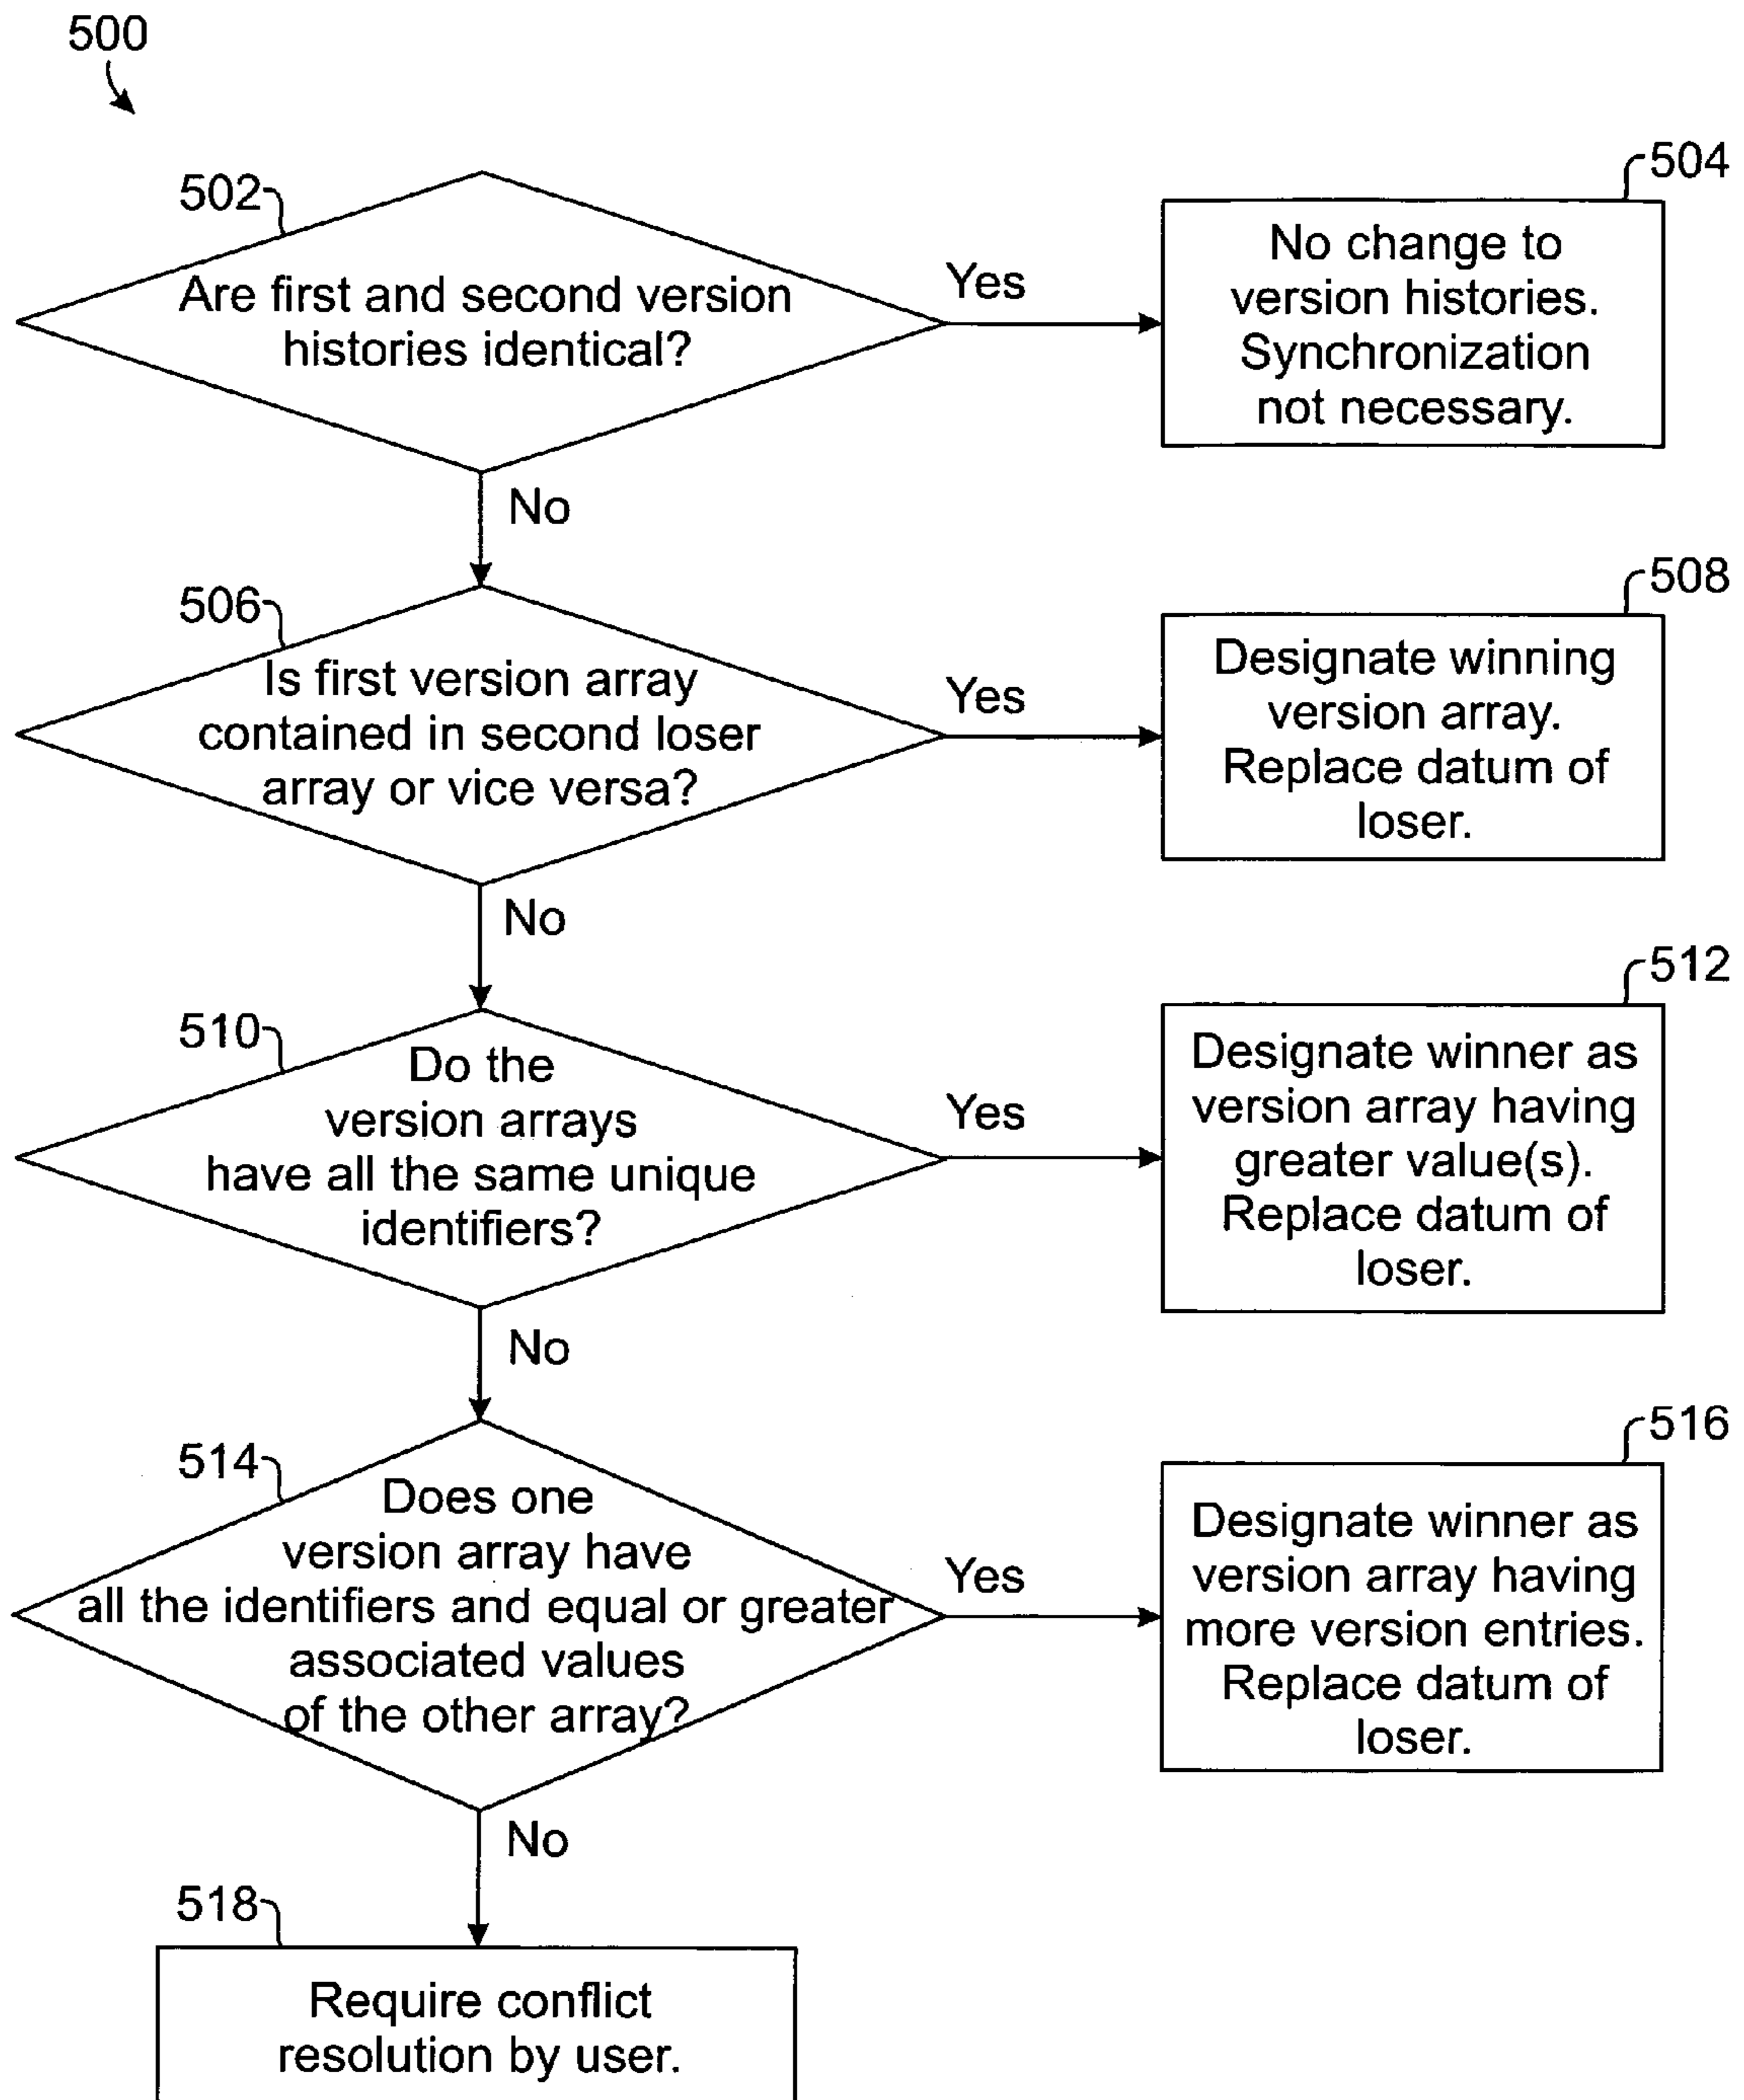 500
502
Are first and second version
histories identical?
Yes
504
No change to
version histories.
Synchronization
not necessary.
No
506
Is first version array
contained in second loser
array or vice versa?
Yes
508
Designate winning
version array.
Replace datum of
loser.
No
510
Do the
version arrays
have all the same unique
identifiers?
Yes
512
Designate winner as
version array having
greater value(s).
Replace datum of
loser.
No
514
Does one
version array have
all the identifiers and equal or greater
associated values
of the other array?
Yes
516
Designate winner as
version array having
more version entries.
Replace datum of
loser.
No
518
Require conflict
resolution by user.